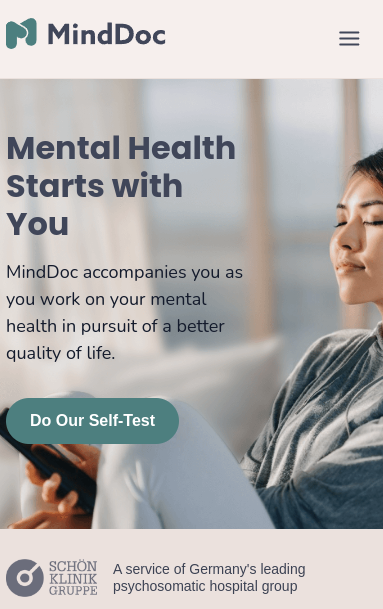 MindDoc
Mental Health
Starts with
You
MindDoc accompanies you as
you work on your mental
health in pursuit of a better
quality of life.
Do Our Self-Test
SCHÖN
KLINIK
GRUPPE
A service of Germany's leading
psychosomatic hospital group